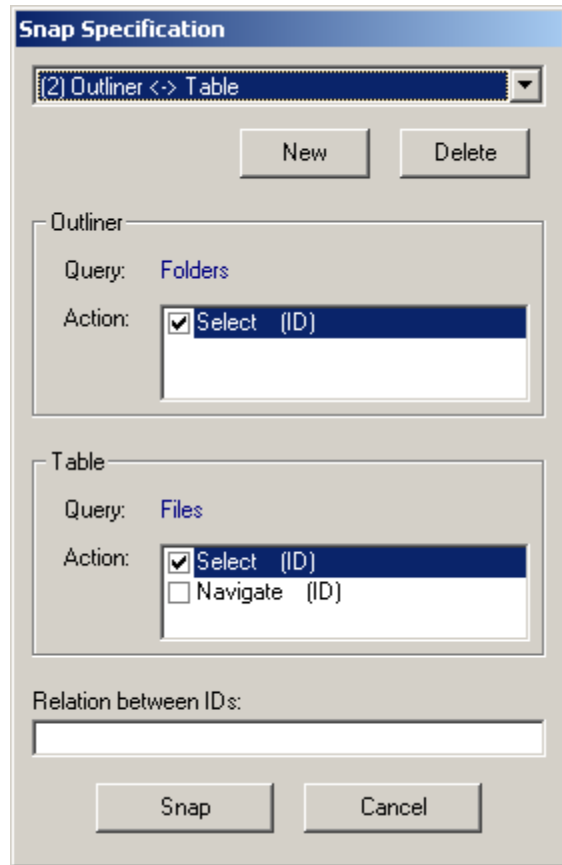 Snap Specification
(2) Outliner <-> Table
New Delete
Outliner
Query: Folders
Action: Select (ID)
Table
Query: Files
Action: Select (ID)
Navigate (ID)
Relation between IDs:
Snap Cancel